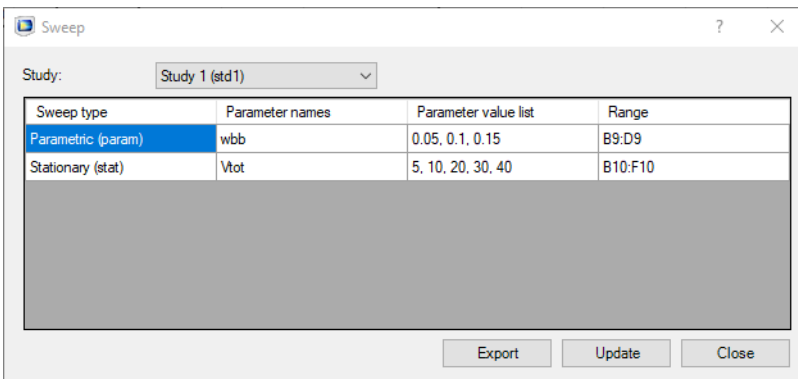 Sweep ?
Study: Study 1 (std1)
Sweep type Parameter names Parameter value list Range
Parametric (param) wbb 0.05, 0.1, 0.15 B9:D9
Stationary (stat) Vtot 5, 10, 20, 30, 40 B10:F10
Export Update Close